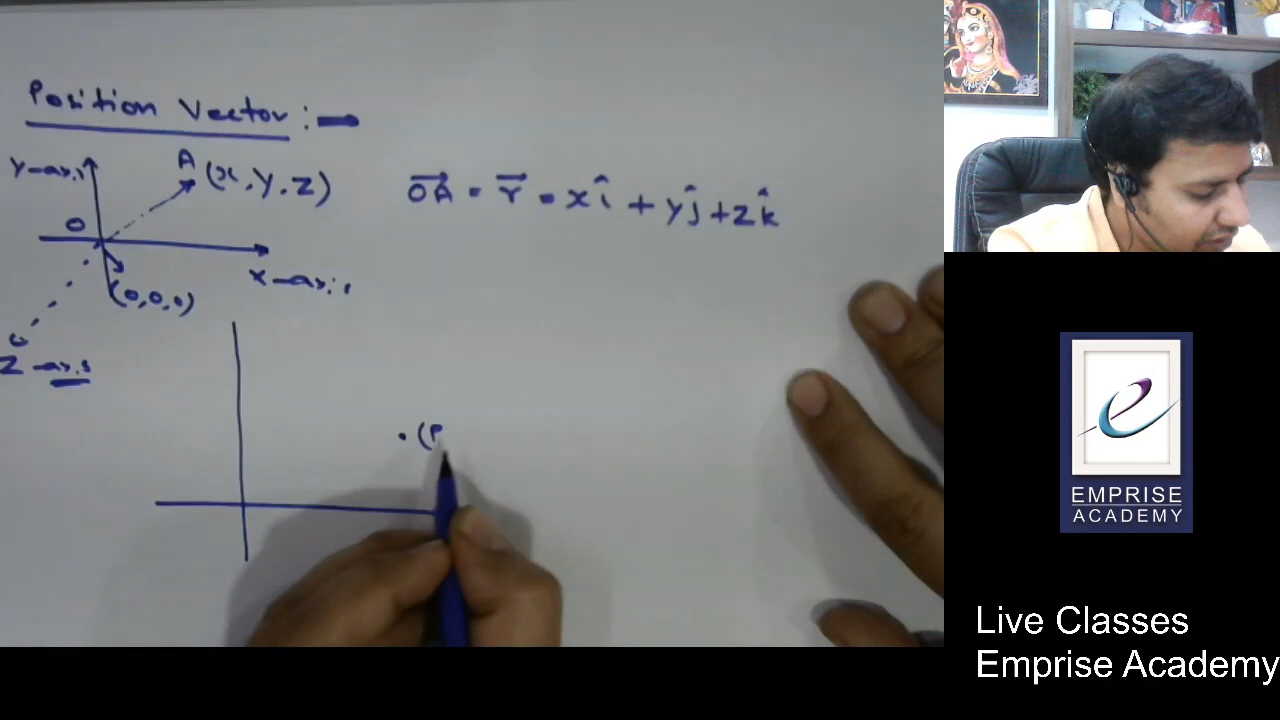 Position Vector :→
Y-axis
A (x, y, z)
OA = r = xî + yĵ + zk̂
O
X-axis
(0,0,0)
Z-axis
.(
EMPRISE
ACADEMY
Live Classes
Emprise Academy